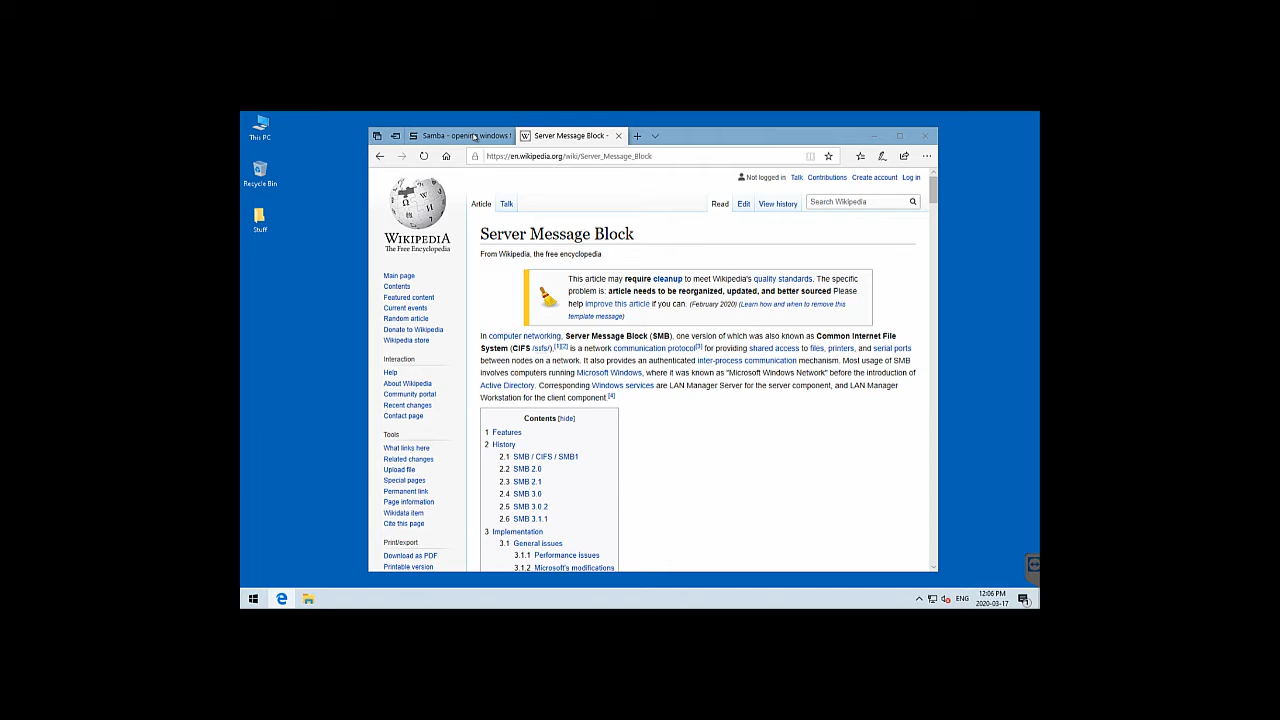 This PC
Recycle Bin
Stuff
Samba - opening windows t
Server Message Block -
https://en.wikipedia.org/wiki/Server_Message_Block
Not logged in Talk Contributions Create account Log in
Article Talk
Read Edit View history Search Wikipedia
WIKIPEDIA
The Free Encyclopedia
Main page
Contents
Featured content
Current events
Random article
Donate to Wikipedia
Wikipedia store
Interaction
Help
About Wikipedia
Community portal
Recent changes
Contact page
Tools
What links here
Related changes
Upload file
Special pages
Permanent link
Page information
Wikidata item
Cite this page
Print/export
Download as PDF
Printable version
Server Message Block
From Wikipedia, the free encyclopedia
This article may require cleanup to meet Wikipedia's quality standards. The specific
problem is: article needs to be reorganized, updated, and better sourced Please
help improve this article if you can. (February 2020) (Learn how and when to remove this
template message)
In computer networking, Server Message Block (SMB), one version of which was also known as Common Internet File
System (CIFS /sɪfs/),[1][2] is a network communication protocol[3] for providing shared access to files, printers, and serial ports
between nodes on a network. It also provides an authenticated inter-process communication mechanism. Most usage of SMB
involves computers running Microsoft Windows, where it was known as "Microsoft Windows Network" before the introduction of
Active Directory. Corresponding Windows services are LAN Manager Server for the server component, and LAN Manager
Workstation for the client component.[4]
Contents [hide]
1 Features
2 History
2.1 SMB / CIFS / SMB1
2.2 SMB 2.0
2.3 SMB 2.1
2.4 SMB 3.0
2.5 SMB 3.0.2
2.6 SMB 3.1.1
3 Implementation
3.1 General issues
3.1.1 Performance issues
3.1.2 Microsoft's modifications
ENG
12:06 PM
2020-03-17